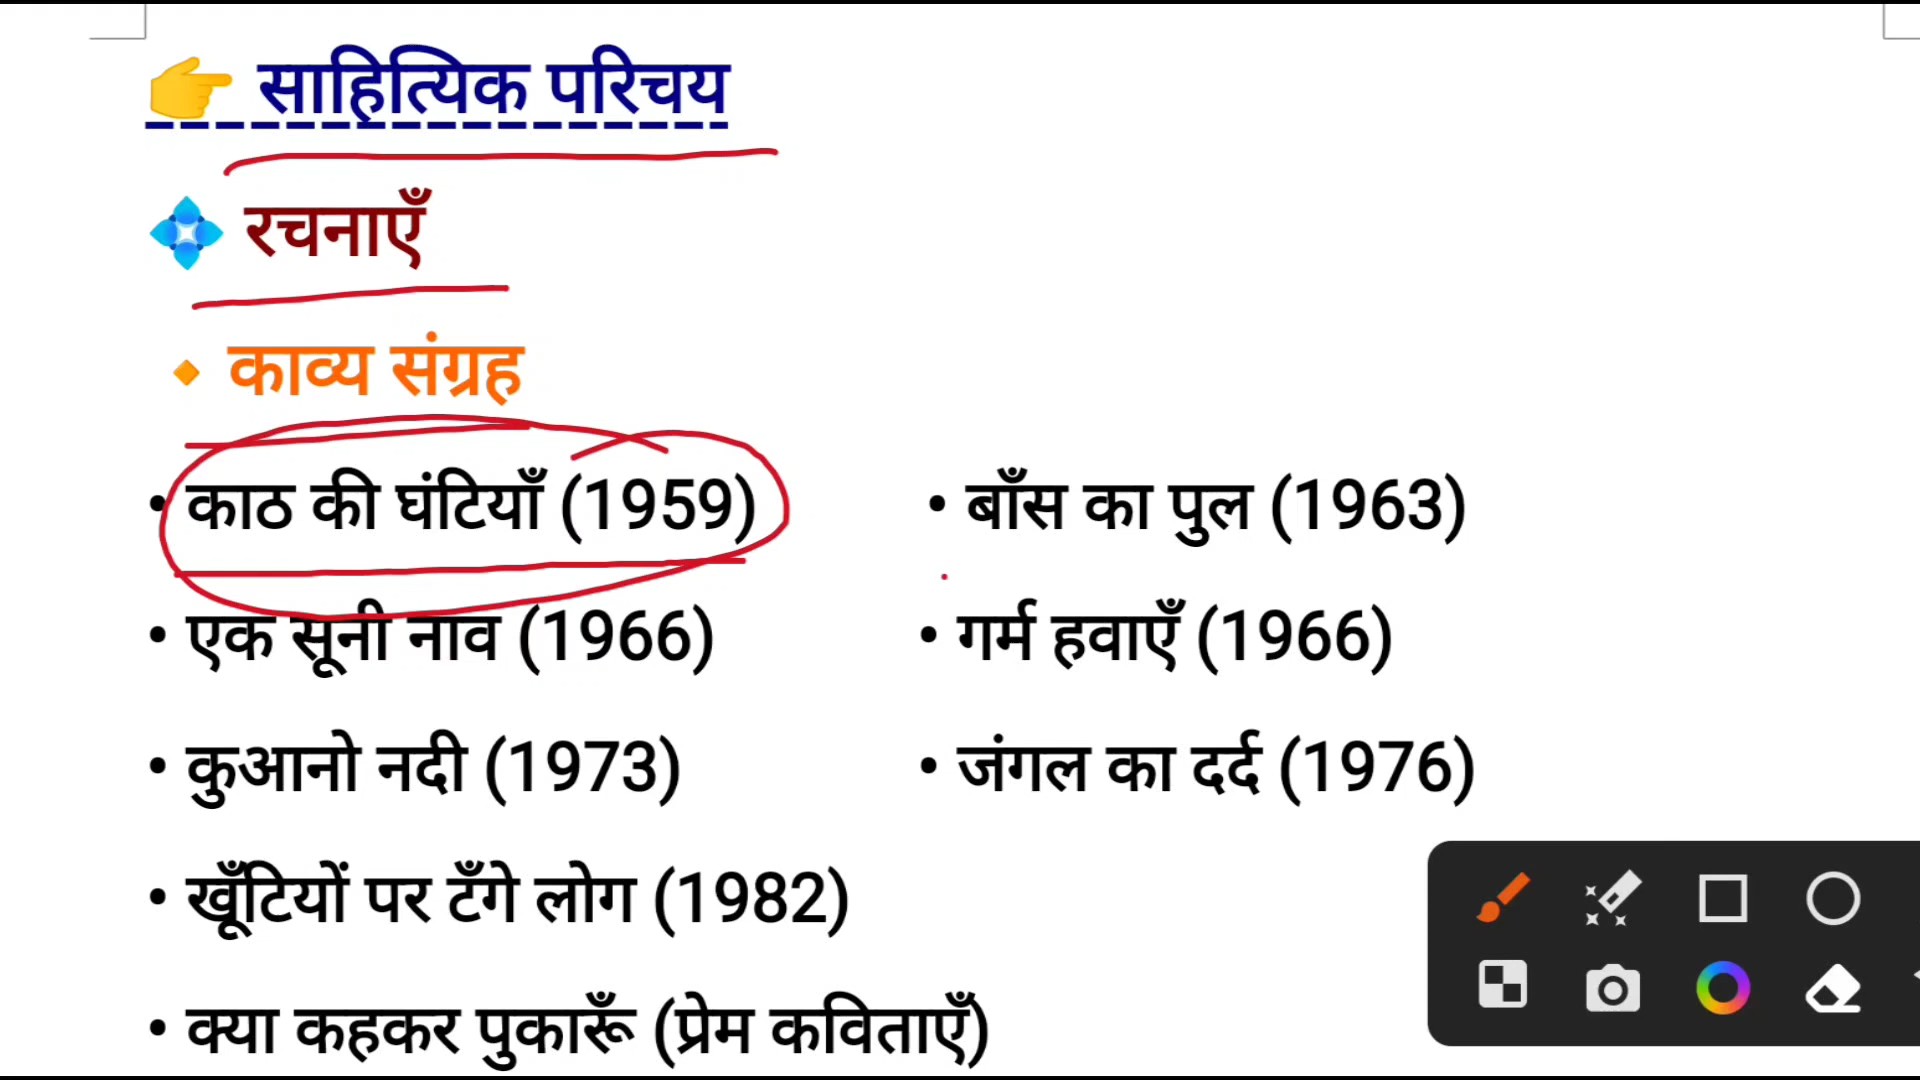 👉 साहित्यिक परिचय
💠 रचनाएँ
🔸 काव्य संग्रह
• काठ की घंटियाँ (1959) • बाँस का पुल (1963)
• एक सूनी नाव (1966) • गर्म हवाएँ (1966)
• कुआनो नदी (1973) • जंगल का दर्द (1976)
• खूँटियों पर टँगे लोग (1982)
• क्या कहकर पुकारूँ (प्रेम कविताएँ)